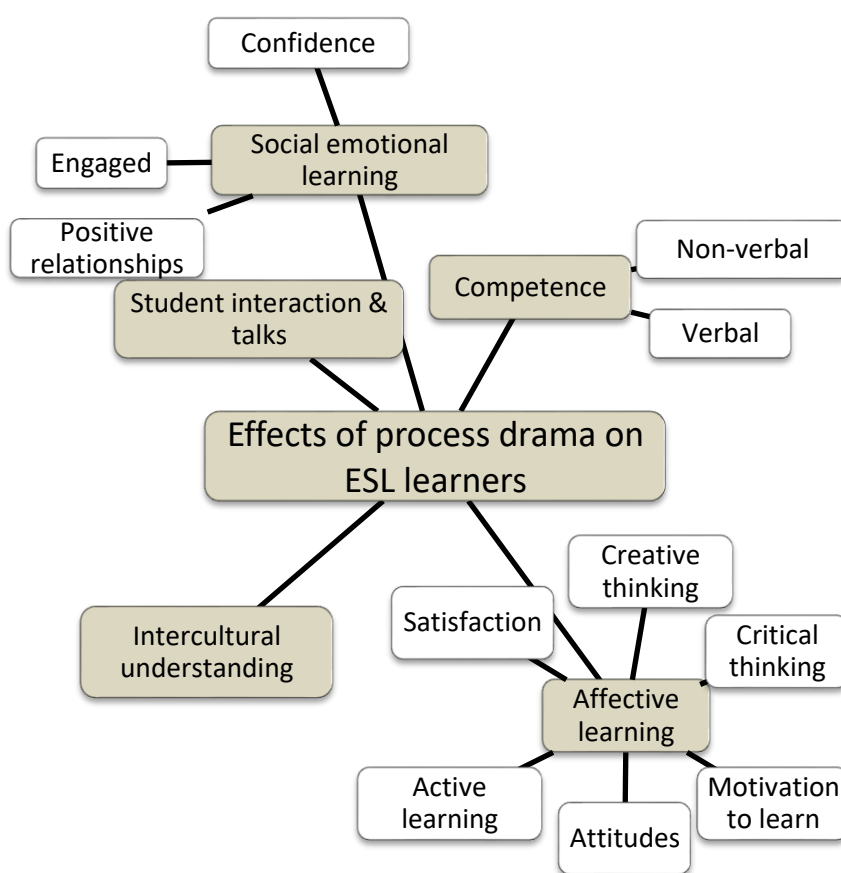 Confidence
Social emotional
learning
Engaged
Positive
relationships
Non-verbal
Competence
Student interaction &
talks
Verbal
Effects of process drama on
ESL learners
Creative
thinking
Satisfaction
Critical
thinking
Intercultural
understanding
Affective
learning
Active
learning
Motivation
to learn
Attitudes